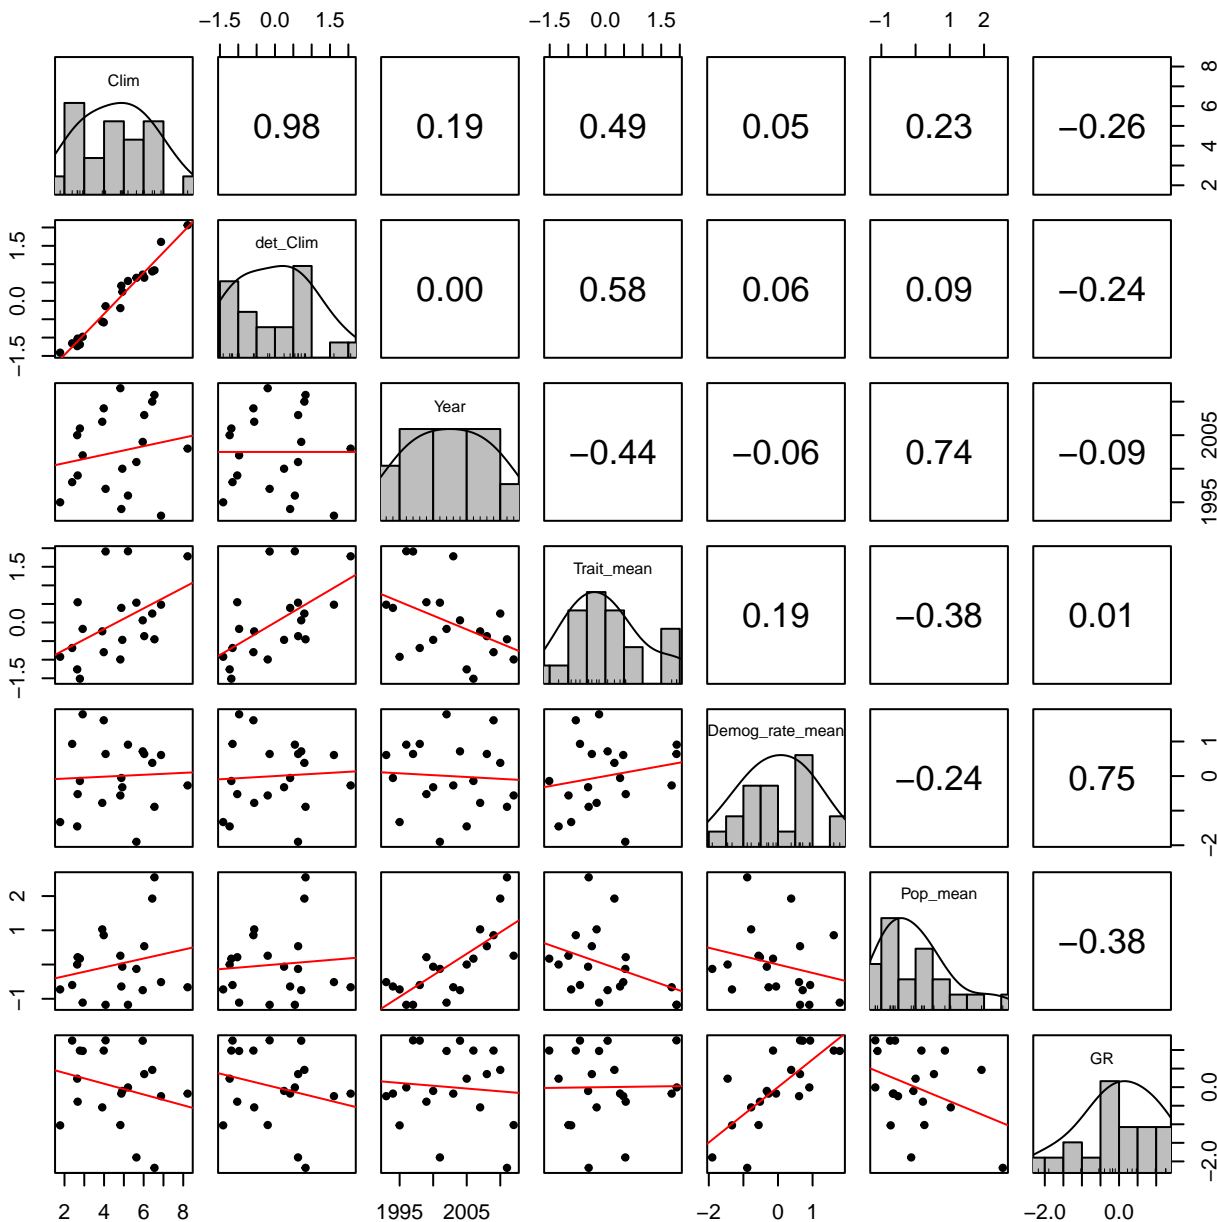 −1.5 0.0 1.5 −1.5 0.0 1.5 −1 1 2
Clim 0.98 0.19 0.49 0.05 0.23 −0.26 2 4 6 8
−1.5 0.0 1.5 det_Clim 0.00 0.58 0.06 0.09 −0.24
Year −0.44 −0.06 0.74 −0.09 1995 2005
−1.5 0.0 1.5 Trait_mean 0.19 −0.38 0.01
Demog_rate_mean −0.24 0.75 −2 0 1
−1 1 2 Pop_mean −0.38
GR −2.0 0.0
2 4 6 8 1995 2005 −2 0 1 −2.0 0.0